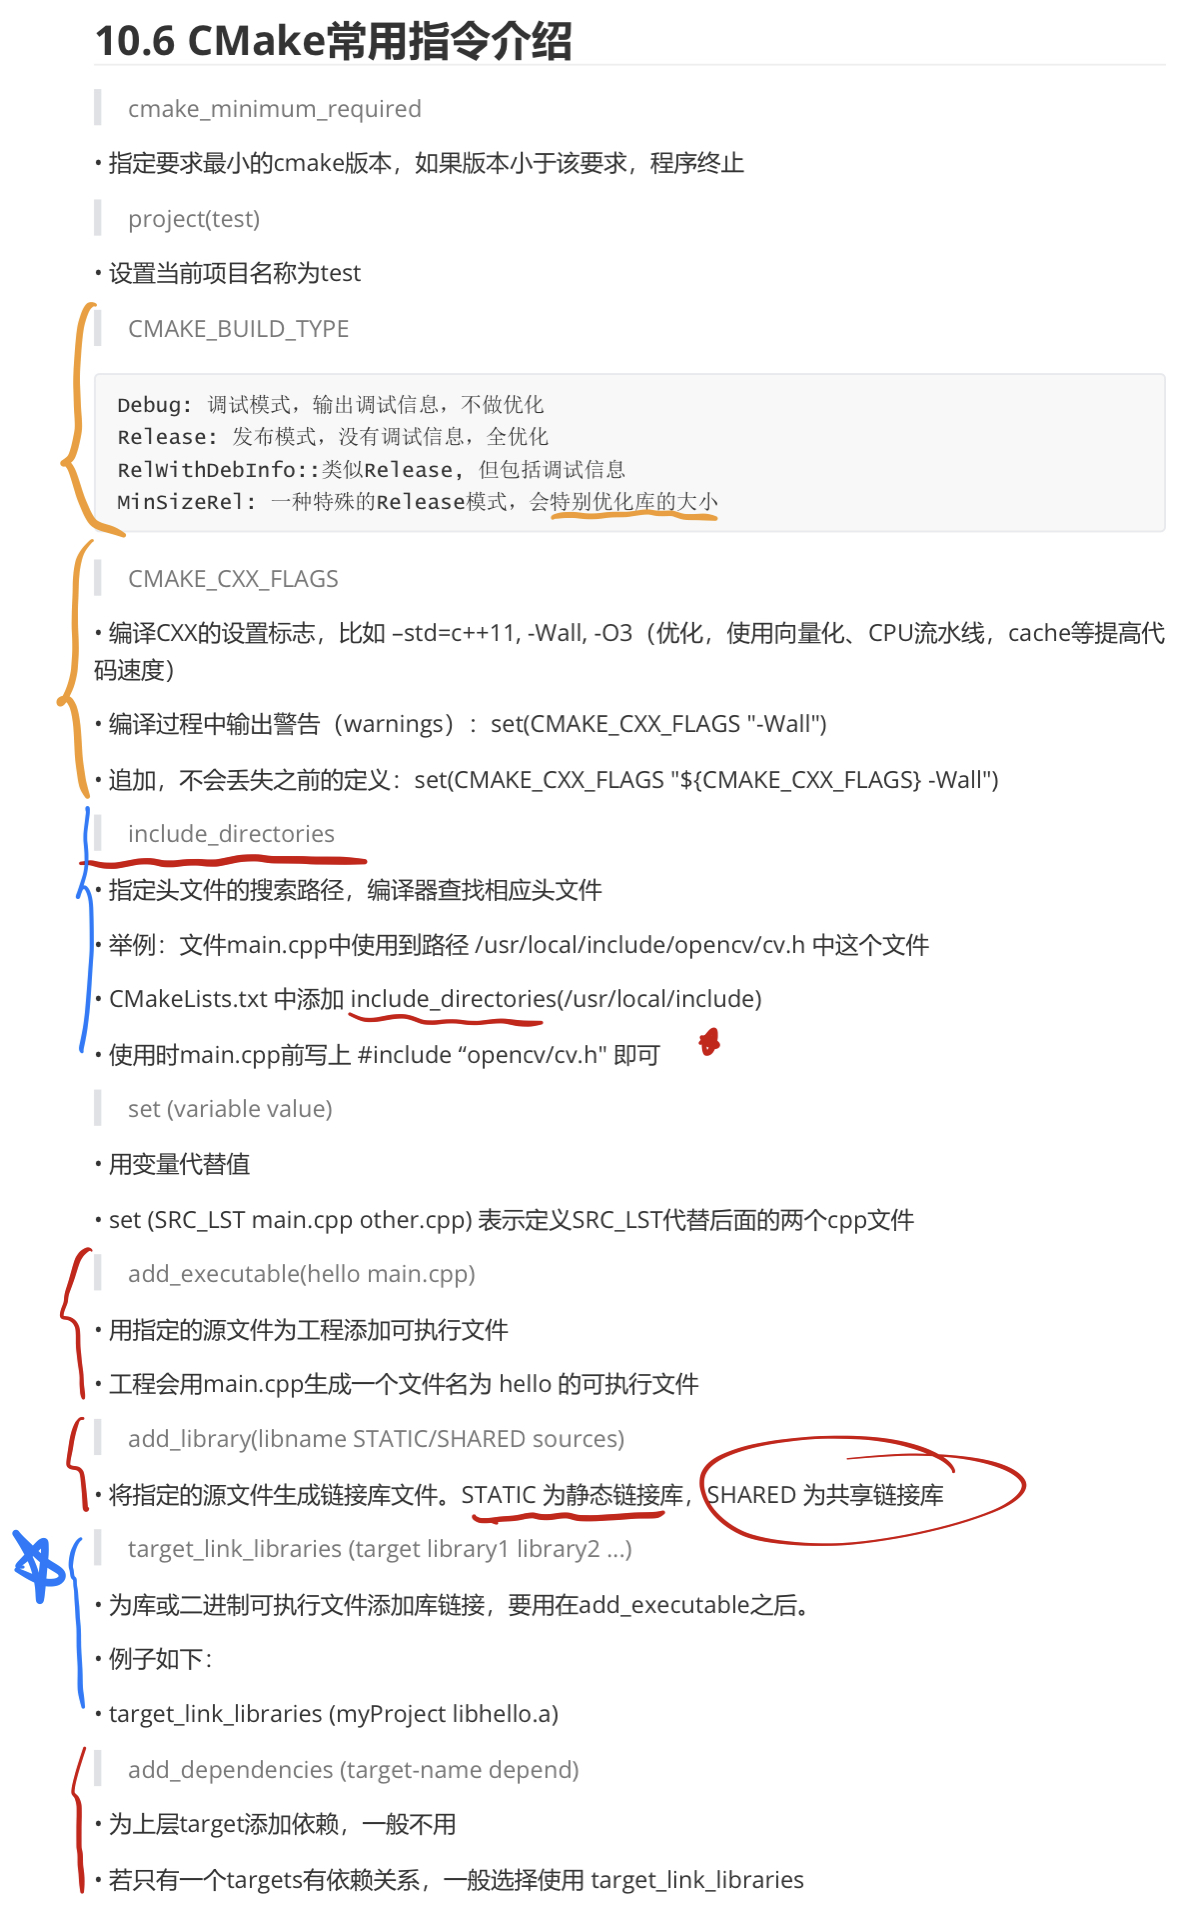 10.6 CMake常用指令介绍
cmake_minimum_required
• 指定要求最小的cmake版本，如果版本小于该要求，程序终止
project(test)
• 设置当前项目名称为test
CMAKE_BUILD_TYPE
Debug: 调试模式，输出调试信息，不做优化
Release: 发布模式，没有调试信息，全优化
RelWithDebInfo::类似Release, 但包括调试信息
MinSizeRel: 一种特殊的Release模式，会特别优化库的大小
CMAKE_CXX_FLAGS
• 编译CXX的设置标志，比如 –std=c++11, -Wall, -O3（优化，使用向量化、CPU流水线，cache等提高代
码速度）
• 编译过程中输出警告（warnings）：set(CMAKE_CXX_FLAGS "-Wall")
• 追加，不会丢失之前的定义：set(CMAKE_CXX_FLAGS "${CMAKE_CXX_FLAGS} -Wall")
include_directories
• 指定头文件的搜索路径，编译器查找相应头文件
• 举例：文件main.cpp中使用到路径 /usr/local/include/opencv/cv.h 中这个文件
• CMakeLists.txt 中添加 include_directories(/usr/local/include)
• 使用时main.cpp前写上 #include “opencv/cv.h" 即可
set (variable value)
• 用变量代替值
• set (SRC_LST main.cpp other.cpp) 表示定义SRC_LST代替后面的两个cpp文件
add_executable(hello main.cpp)
• 用指定的源文件为工程添加可执行文件
• 工程会用main.cpp生成一个文件名为 hello 的可执行文件
add_library(libname STATIC/SHARED sources)
• 将指定的源文件生成链接库文件。STATIC 为静态链接库，SHARED 为共享链接库
target_link_libraries (target library1 library2 ...)
• 为库或二进制可执行文件添加库链接，要用在add_executable之后。
• 例子如下：
• target_link_libraries (myProject libhello.a)
add_dependencies (target-name depend)
• 为上层target添加依赖，一般不用
• 若只有一个targets有依赖关系，一般选择使用 target_link_libraries